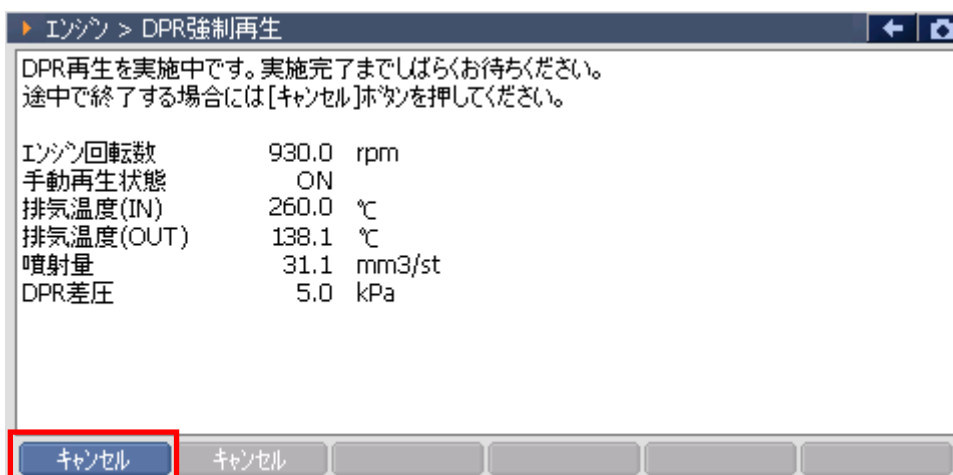 エンジン > DPR強制再生
DPR再生を実施中です。実施完了までしばらくお待ちください。
途中で終了する場合には[キャンセル]ボタンを押してください。
エンジン回転数 930.0 rpm
手動再生状態 ON
排気温度(IN) 260.0 ℃
排気温度(OUT) 138.1 ℃
噴射量 31.1 mm3/st
DPR差圧 5.0 kPa
キャンセル キャンセル